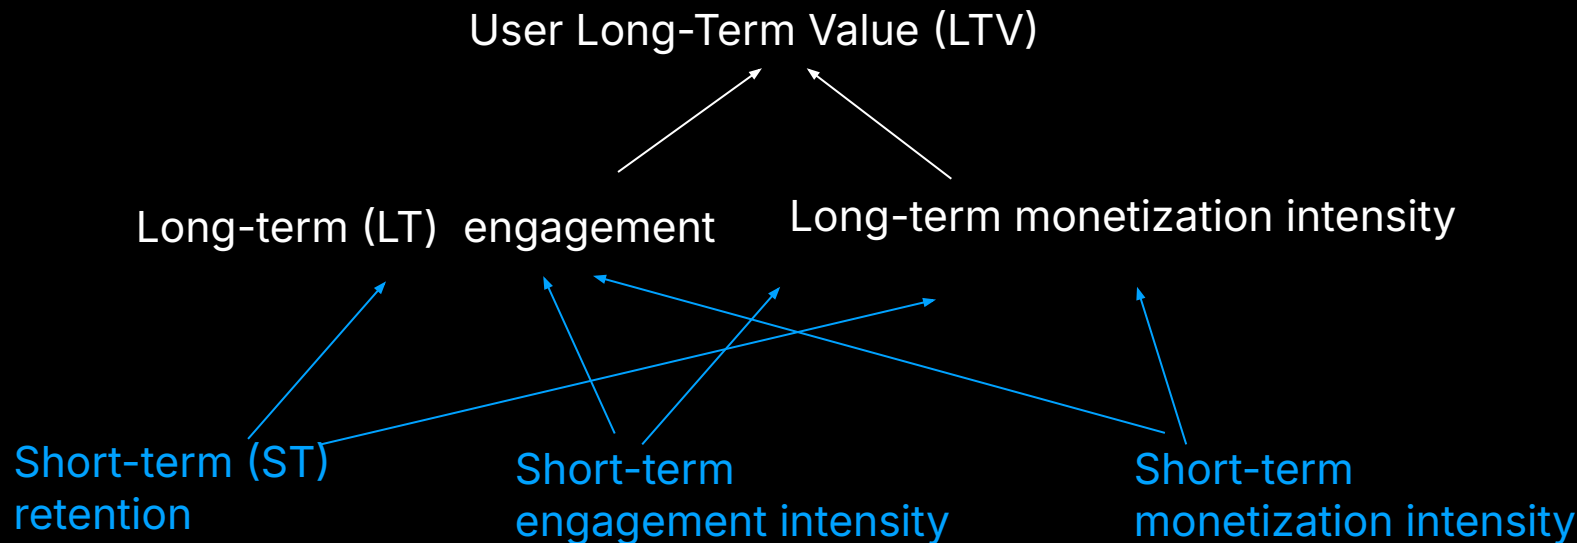 User Long-Term Value (LTV)
Long-term (LT) engagement
Long-term monetization intensity
Short-term (ST)
retention
Short-term
engagement intensity
Short-term
monetization intensity